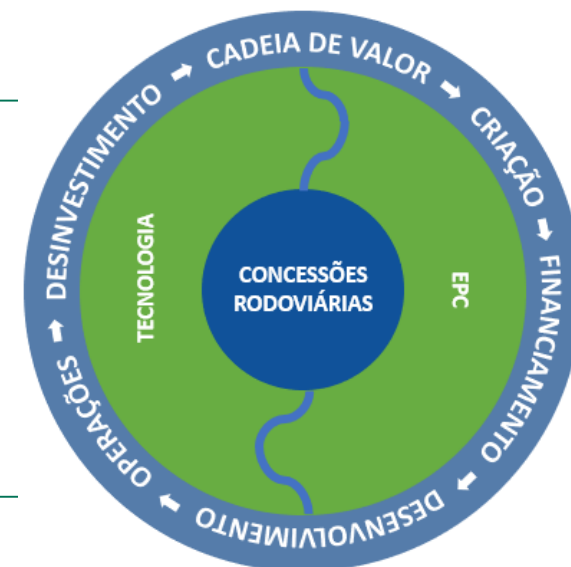 CADEIA DE VALOR
CRIAÇÃO
FINANCIAMENTO
DESENVOLVIMENTO
OPERAÇÕES
DESINVESTIMENTO
TECNOLOGIA
CONCESSÕES
RODOVIÁRIAS
EPC